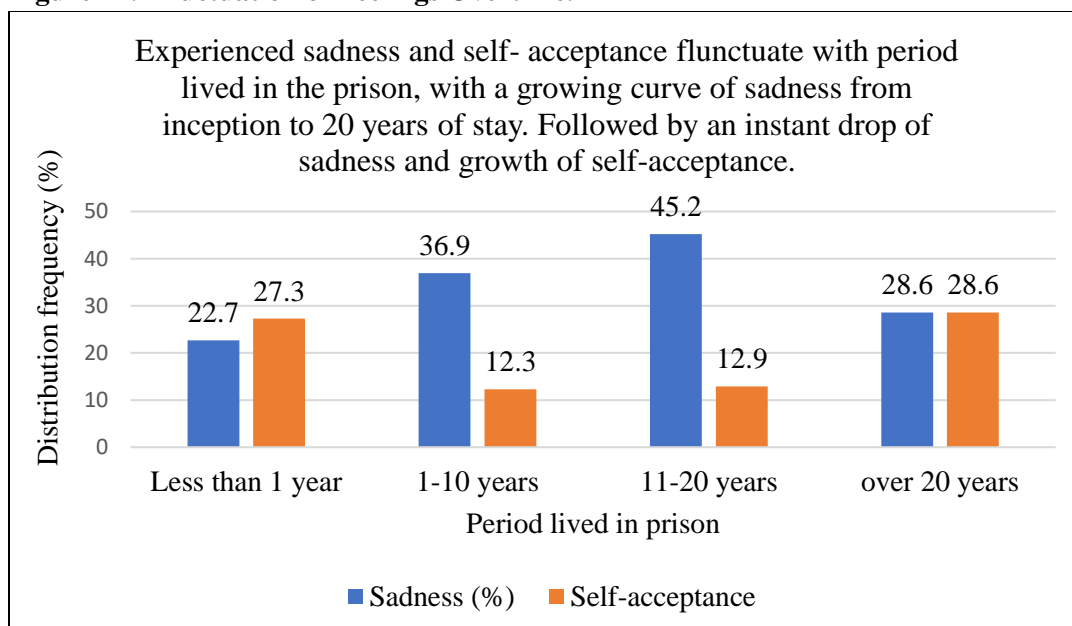 Experienced sadness and self- acceptance flunctuate with period
lived in the prison, with a growing curve of sadness from
inception to 20 years of stay. Followed by an instant drop of
sadness and growth of self-acceptance.
Distribution frequency (%)
50
40
30
20
10
0
22.7
27.3
36.9
12.3
45.2
12.9
28.6
28.6
Less than 1 year
1-10 years
11-20 years
over 20 years
Period lived in prison
Sadness (%)
Self-acceptance